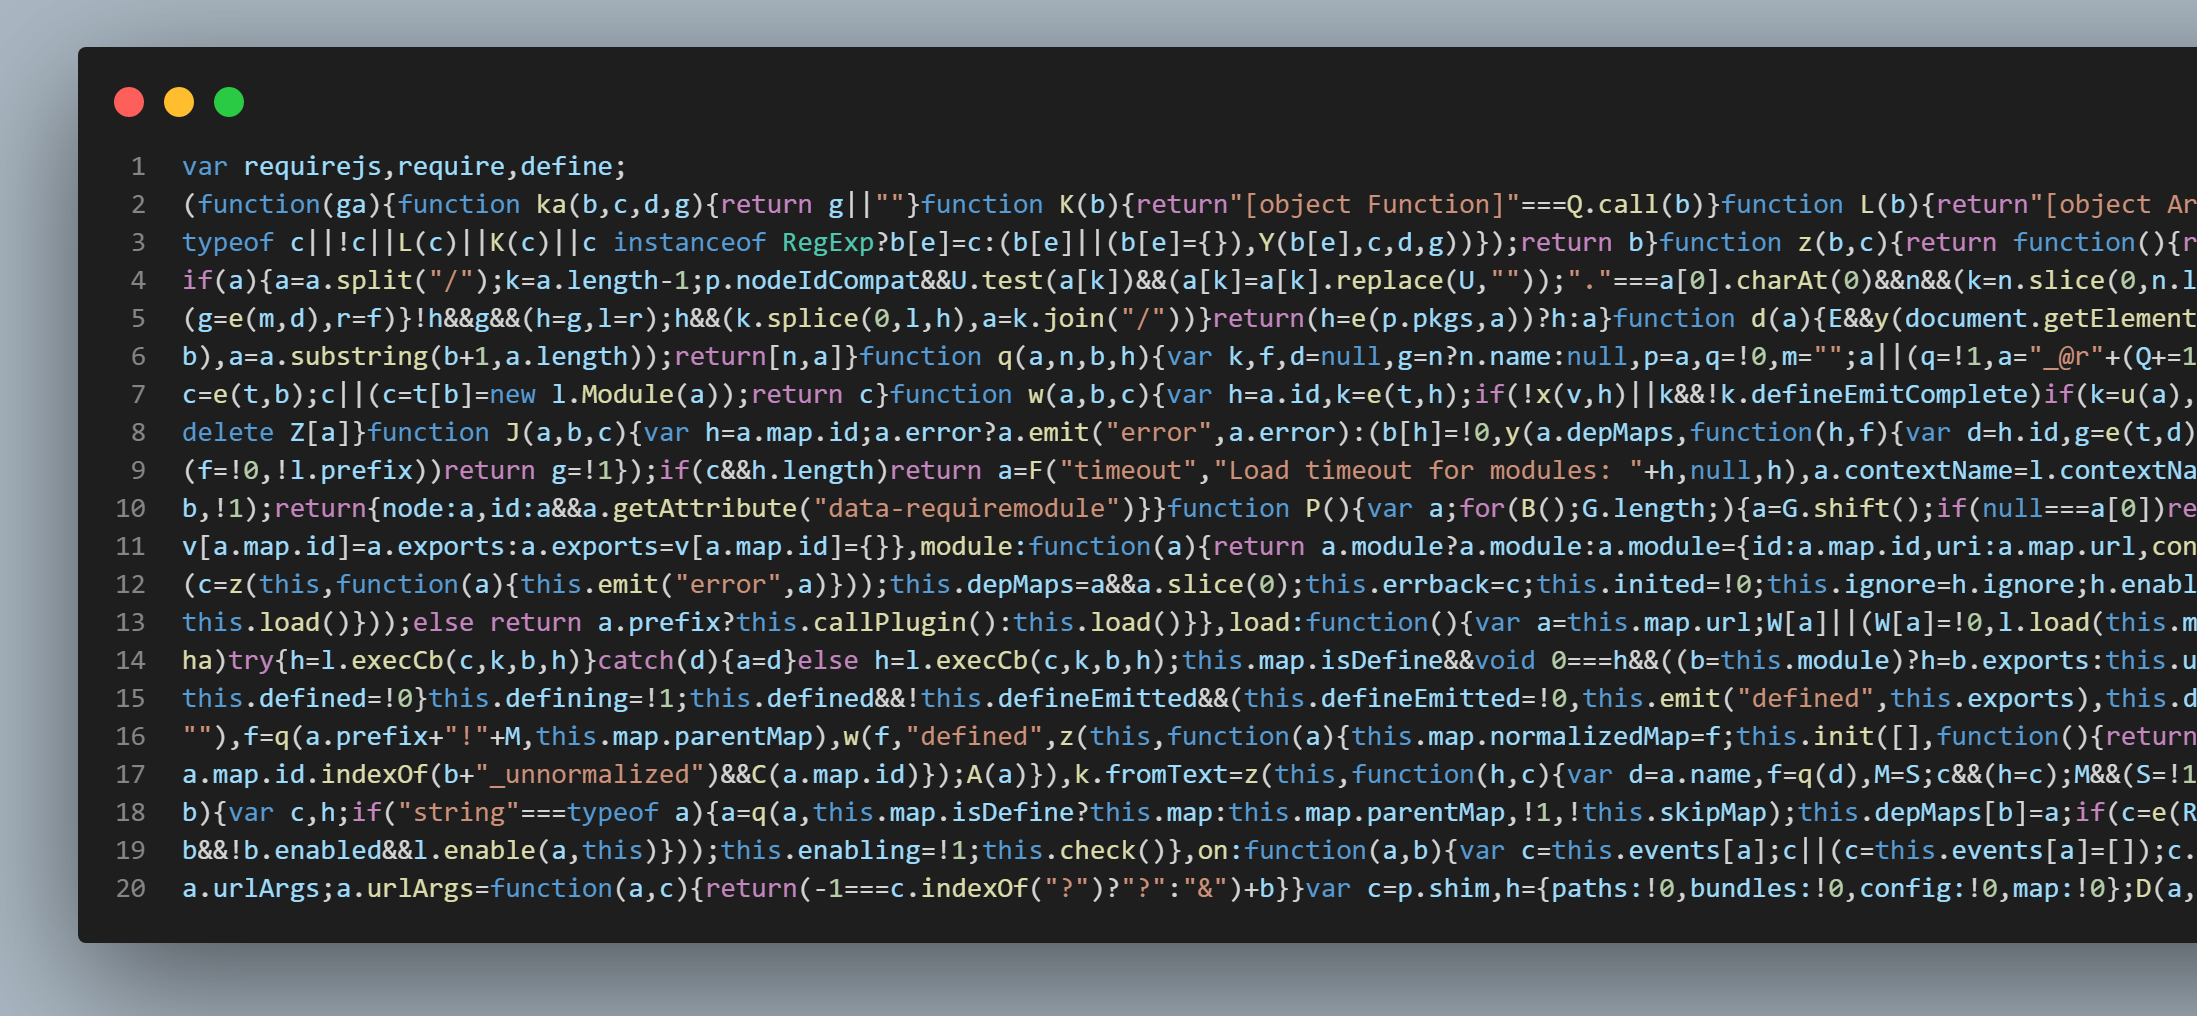 1 var requirejs,require,define;
2 (function(ga){function ka(b,c,d,g){return g||""}function K(b){return"[object Function]"===Q.call(b)}function L(b){return"[object Ar
3 typeof c||!c||L(c)||K(c)||c instanceof RegExp?b[e]=c:(b[e]||(b[e]={}),Y(b[e],c,d,g))});return b}function z(b,c){return function(){r
4 if(a){a=a.split("/");k=a.length-1;p.nodeIdCompat&&U.test(a[k])&&(a[k]=a[k].replace(U,""));"."===a[0].charAt(0)&&n&&(k=n.slice(0,n.l
5 (g=e(m,d),r=f)}!h&&g&&(h=g,l=r);h&&(k.splice(0,l,h),a=k.join("/"))}return(h=e(p.pkgs,a))?h:a}function d(a){E&&y(document.getElement
6 b),a=a.substring(b+1,a.length));return[n,a]}function q(a,n,b,h){var k,f,d=null,g=n?n.name:null,p=a,q=!0,m="";a||(q=!1,a="_@r"+(Q+=1
7 c=e(t,b);c||(c=t[b]=new l.Module(a));return c}function w(a,b,c){var h=a.id,k=e(t,h);if(!x(v,h)||k&&!k.defineEmitComplete)if(k=u(a),
8 delete Z[a]}function J(a,b,c){var h=a.map.id;a.error?a.emit("error",a.error):(b[h]=!0,y(a.depMaps,function(h,f){var d=h.id,g=e(t,d)
9 (f=!0,!l.prefix))return g=!1});if(c&&h.length)return a=F("timeout","Load timeout for modules: "+h,null,h),a.contextName=l.contextNa
10 b,!1);return{node:a,id:a&&a.getAttribute("data-requiremodule")}}function P(){var a;for(B();G.length;){a=G.shift();if(null===a[0])re
11 v[a.map.id]=a.exports:a.exports=v[a.map.id]={}},module:function(a){return a.module?a.module:a.module={id:a.map.id,uri:a.map.url,con
12 (c=z(this,function(a){this.emit("error",a)}));this.depMaps=a&&a.slice(0);this.errback=c;this.inited=!0;this.ignore=h.ignore;h.enabl
13 this.load()}));else return a.prefix?this.callPlugin():this.load()}},load:function(){var a=this.map.url;W[a]||(W[a]=!0,l.load(this.m
14 ha)try{h=l.execCb(c,k,b,h)}catch(d){a=d}else h=l.execCb(c,k,b,h);this.map.isDefine&&void 0===h&&((b=this.module)?h=b.exports:this.u
15 this.defined=!0}this.defining=!1;this.defined&&!this.defineEmitted&&(this.defineEmitted=!0,this.emit("defined",this.exports),this.d
16 ""),f=q(a.prefix+"!"+M,this.map.parentMap),w(f,"defined",z(this,function(a){this.map.normalizedMap=f;this.init([],function(){return
17 a.map.id.indexOf(b+"_unnormalized")&&C(a.map.id)});A(a)}),k.fromText=z(this,function(h,c){var d=a.name,f=q(d),M=S;c&&(h=c);M&&(S=!1
18 b){var c,h;if("string"===typeof a){a=q(a,this.map.isDefine?this.map:this.map.parentMap,!1,!this.skipMap);this.depMaps[b]=a;if(c=e(R
19 b&&!b.enabled&&l.enable(a,this)}));this.enabling=!1;this.check()},on:function(a,b){var c=this.events[a];c||(c=this.events[a]=[]);c.
20 a.urlArgs;a.urlArgs=function(a,c){return(-1===c.indexOf("?")?"?":"&")+b}}var c=p.shim,h={paths:!0,bundles:!0,config:!0,map:!0};D(a,